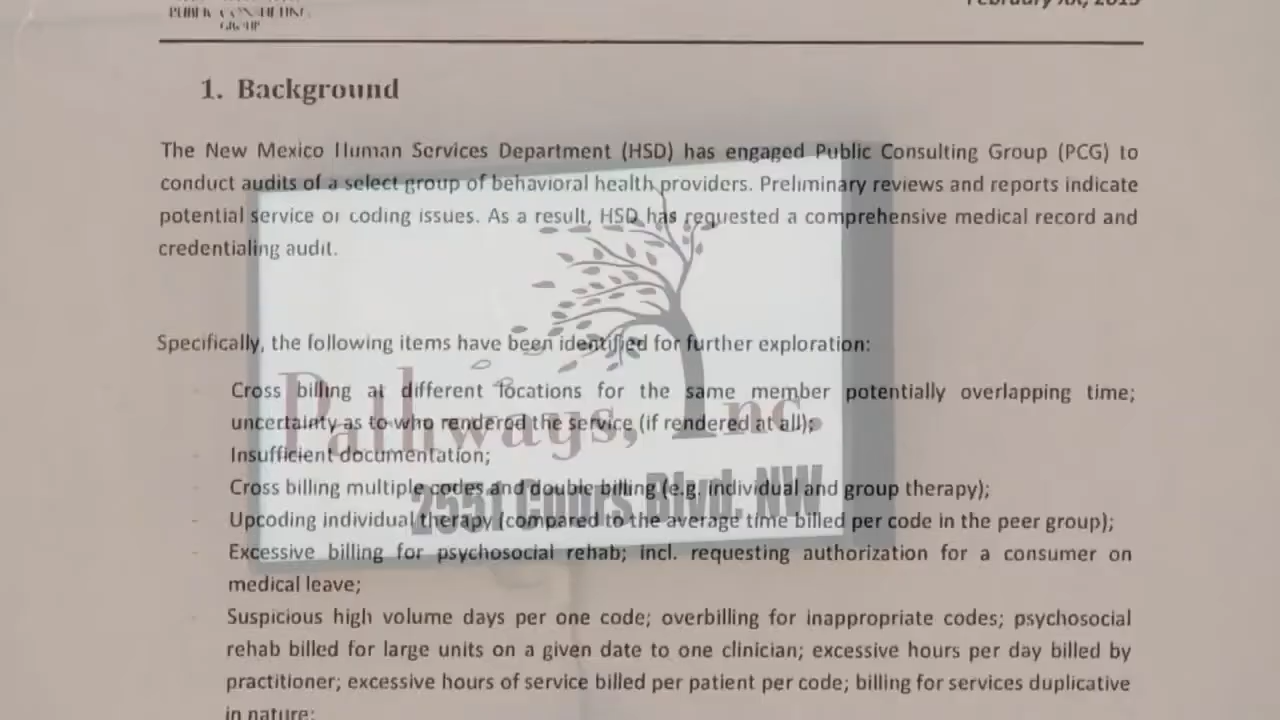 PUBLIC CONSULTING
GROUP
February XX, 2013
1. Background
The New Mexico Human Services Department (HSD) has engaged Public Consulting Group (PCG) to
conduct audits of a select group of behavioral health providers. Preliminary reviews and reports indicate
potential service or coding issues. As a result, HSD has requested a comprehensive medical record and
credentialing audit.
Specifically, the following items have been identified for further exploration:
- Cross billing at different locations for the same member potentially overlapping time;
uncertainty as to who rendered the service (if rendered at all);
- Insufficient documentation;
- Cross billing multiple codes and double billing (e.g. individual and group therapy);
- Upcoding individual therapy (compared to the average time billed per code in the peer group);
- Excessive billing for psychosocial rehab; incl. requesting authorization for a consumer on
medical leave;
- Suspicious high volume days per one code; overbilling for inappropriate codes; psychosocial
rehab billed for large units on a given date to one clinician; excessive hours per day billed by
practitioner; excessive hours of service billed per patient per code; billing for services duplicative
in nature;
Pathways, Inc.
2551 Coors Blvd. NW